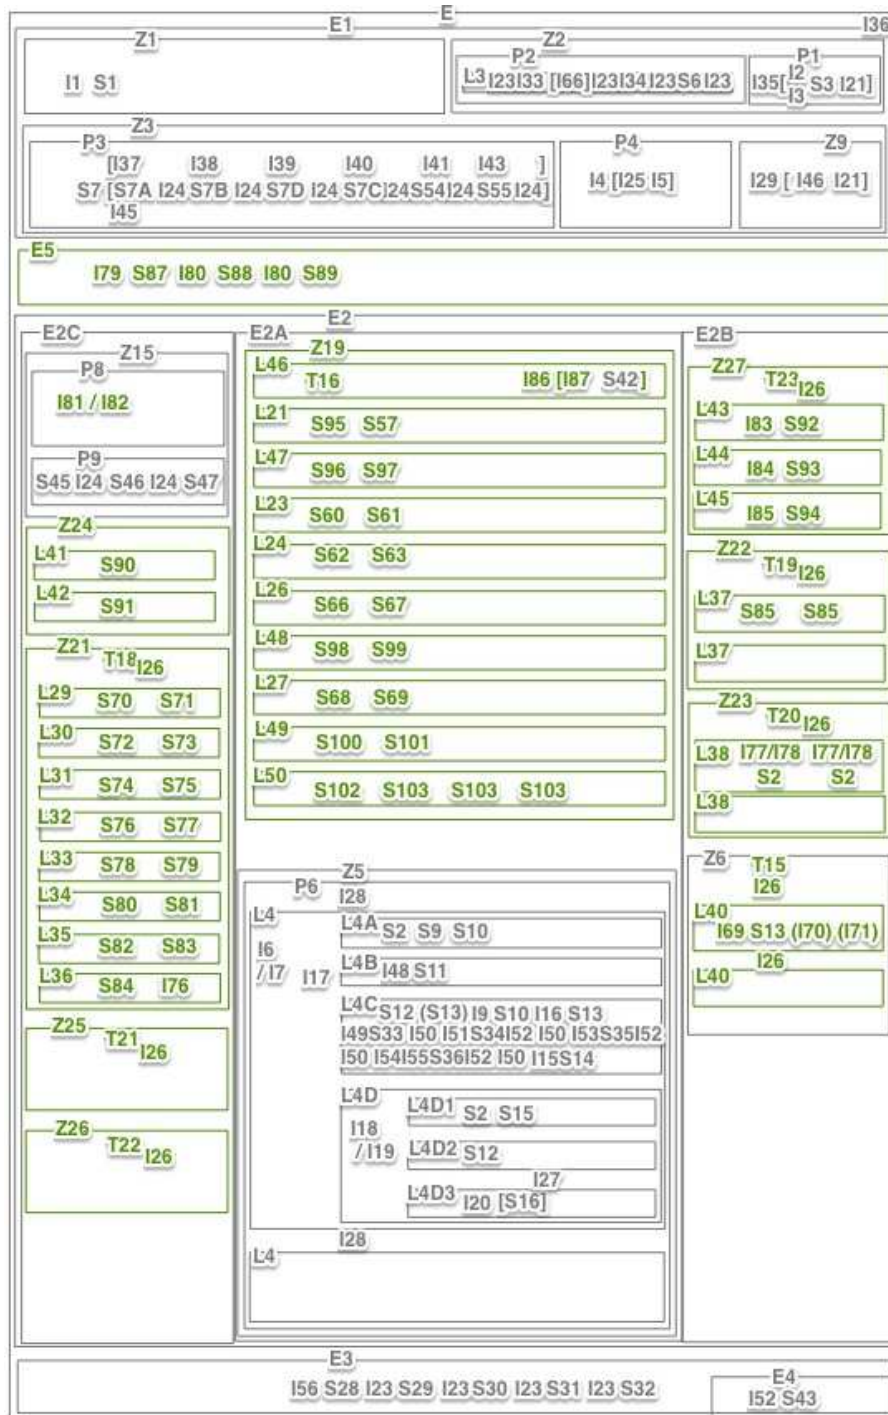 E
E1 I36
Z1 Z2
P2 P1
I1 S1
L3 I23 I33 [I66] I23 I34 I23 S6 I23
I35 [ I2 S3 I21]
I3
Z3
P3 P4 Z9
[I37 I38 I39 I40 I41 I43 ]
S7 [S7A I24 S7B I24 S7D I24 S7C I24 S54 I24 S55 I24]
I45
I4 [I25 I5]
I29 [ I46 I21]
E5
I79 S87 I80 S88 I80 S89
E2
E2C
Z15
P8
I81 / I82
P9
S45 I24 S46 I24 S47
Z24
L41 S90
L42 S91
Z21
T18 I26
L29 S70 S71
L30 S72 S73
L31 S74 S75
L32 S76 S77
L33 S78 S79
L34 S80 S81
L35 S82 S83
L36 S84 I76
Z25
T21 I26
Z26
T22 I26
E2A
Z19
L46 T16 I86 [I87 S42]
L21 S95 S57
L47 S96 S97
L23 S60 S61
L24 S62 S63
L26 S66 S67
L48 S98 S99
L27 S68 S69
L49 S100 S101
L50 S102 S103 S103 S103
Z5
P6
I28
L4
I6
/ I7
I17
L4A S2 S9 S10
L4B I48 S11
L4C S12 (S13) I9 S10 I16 S13
I49 S33 I50 I51 S34 I52 I50 I53 S35 I52
I50 I54 I55 S36 I52 I50 I15 S14
L4D
I18
/ I19
L4D1 S2 S15
L4D2 S12
I27
L4D3 I20 [S16]
I28
L4
E2B
Z27
T23 I26
L43 I83 S92
L44 I84 S93
L45 I85 S94
Z22
T19 I26
L37 S85 S85
L37
Z23
T20 I26
L38 I77/I78 I77/I78
S2 S2
L38
Z6
T15
I26
L40
I69 S13 (I70) (I71)
I26
L40
E3
I56 S28 I23 S29 I23 S30 I23 S31 I23 S32
E4
I52 S43